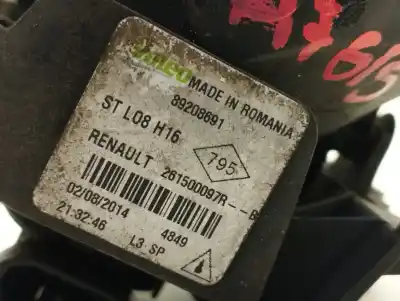 Valeo MADE IN ROMANIA
89208691
ST L08 H16
795
RENAULT 261500097R--B
02/08/2014 4849
21:32:46 L3 SP